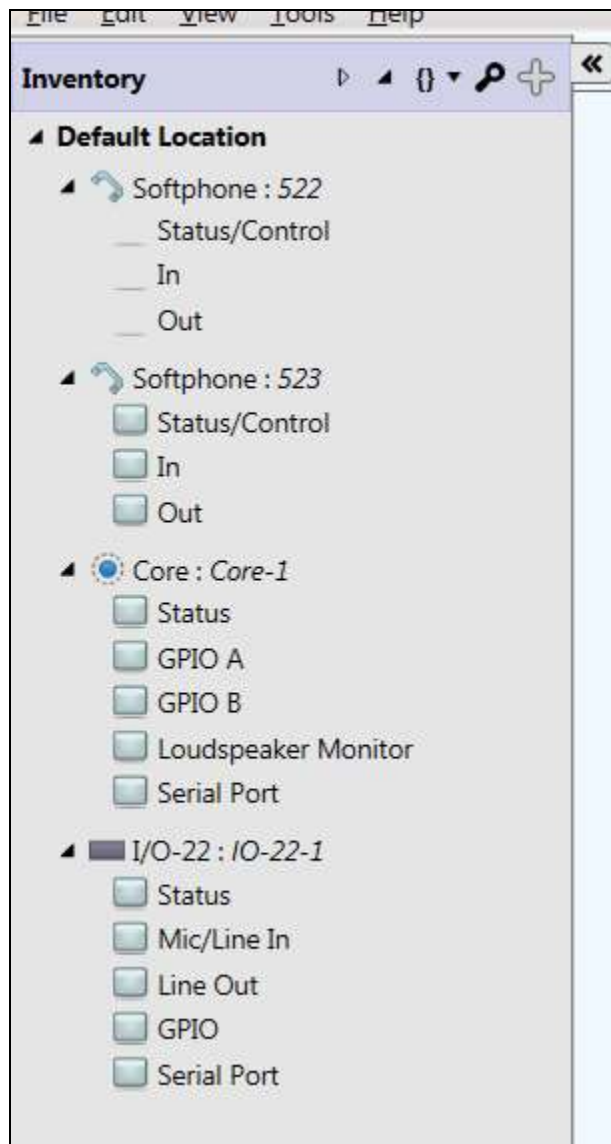 File Edit View Tools Help
Inventory {}
Default Location
Softphone : 522
Status/Control
In
Out
Softphone : 523
Status/Control
In
Out
Core : Core-1
Status
GPIO A
GPIO B
Loudspeaker Monitor
Serial Port
I/O-22 : IO-22-1
Status
Mic/Line In
Line Out
GPIO
Serial Port